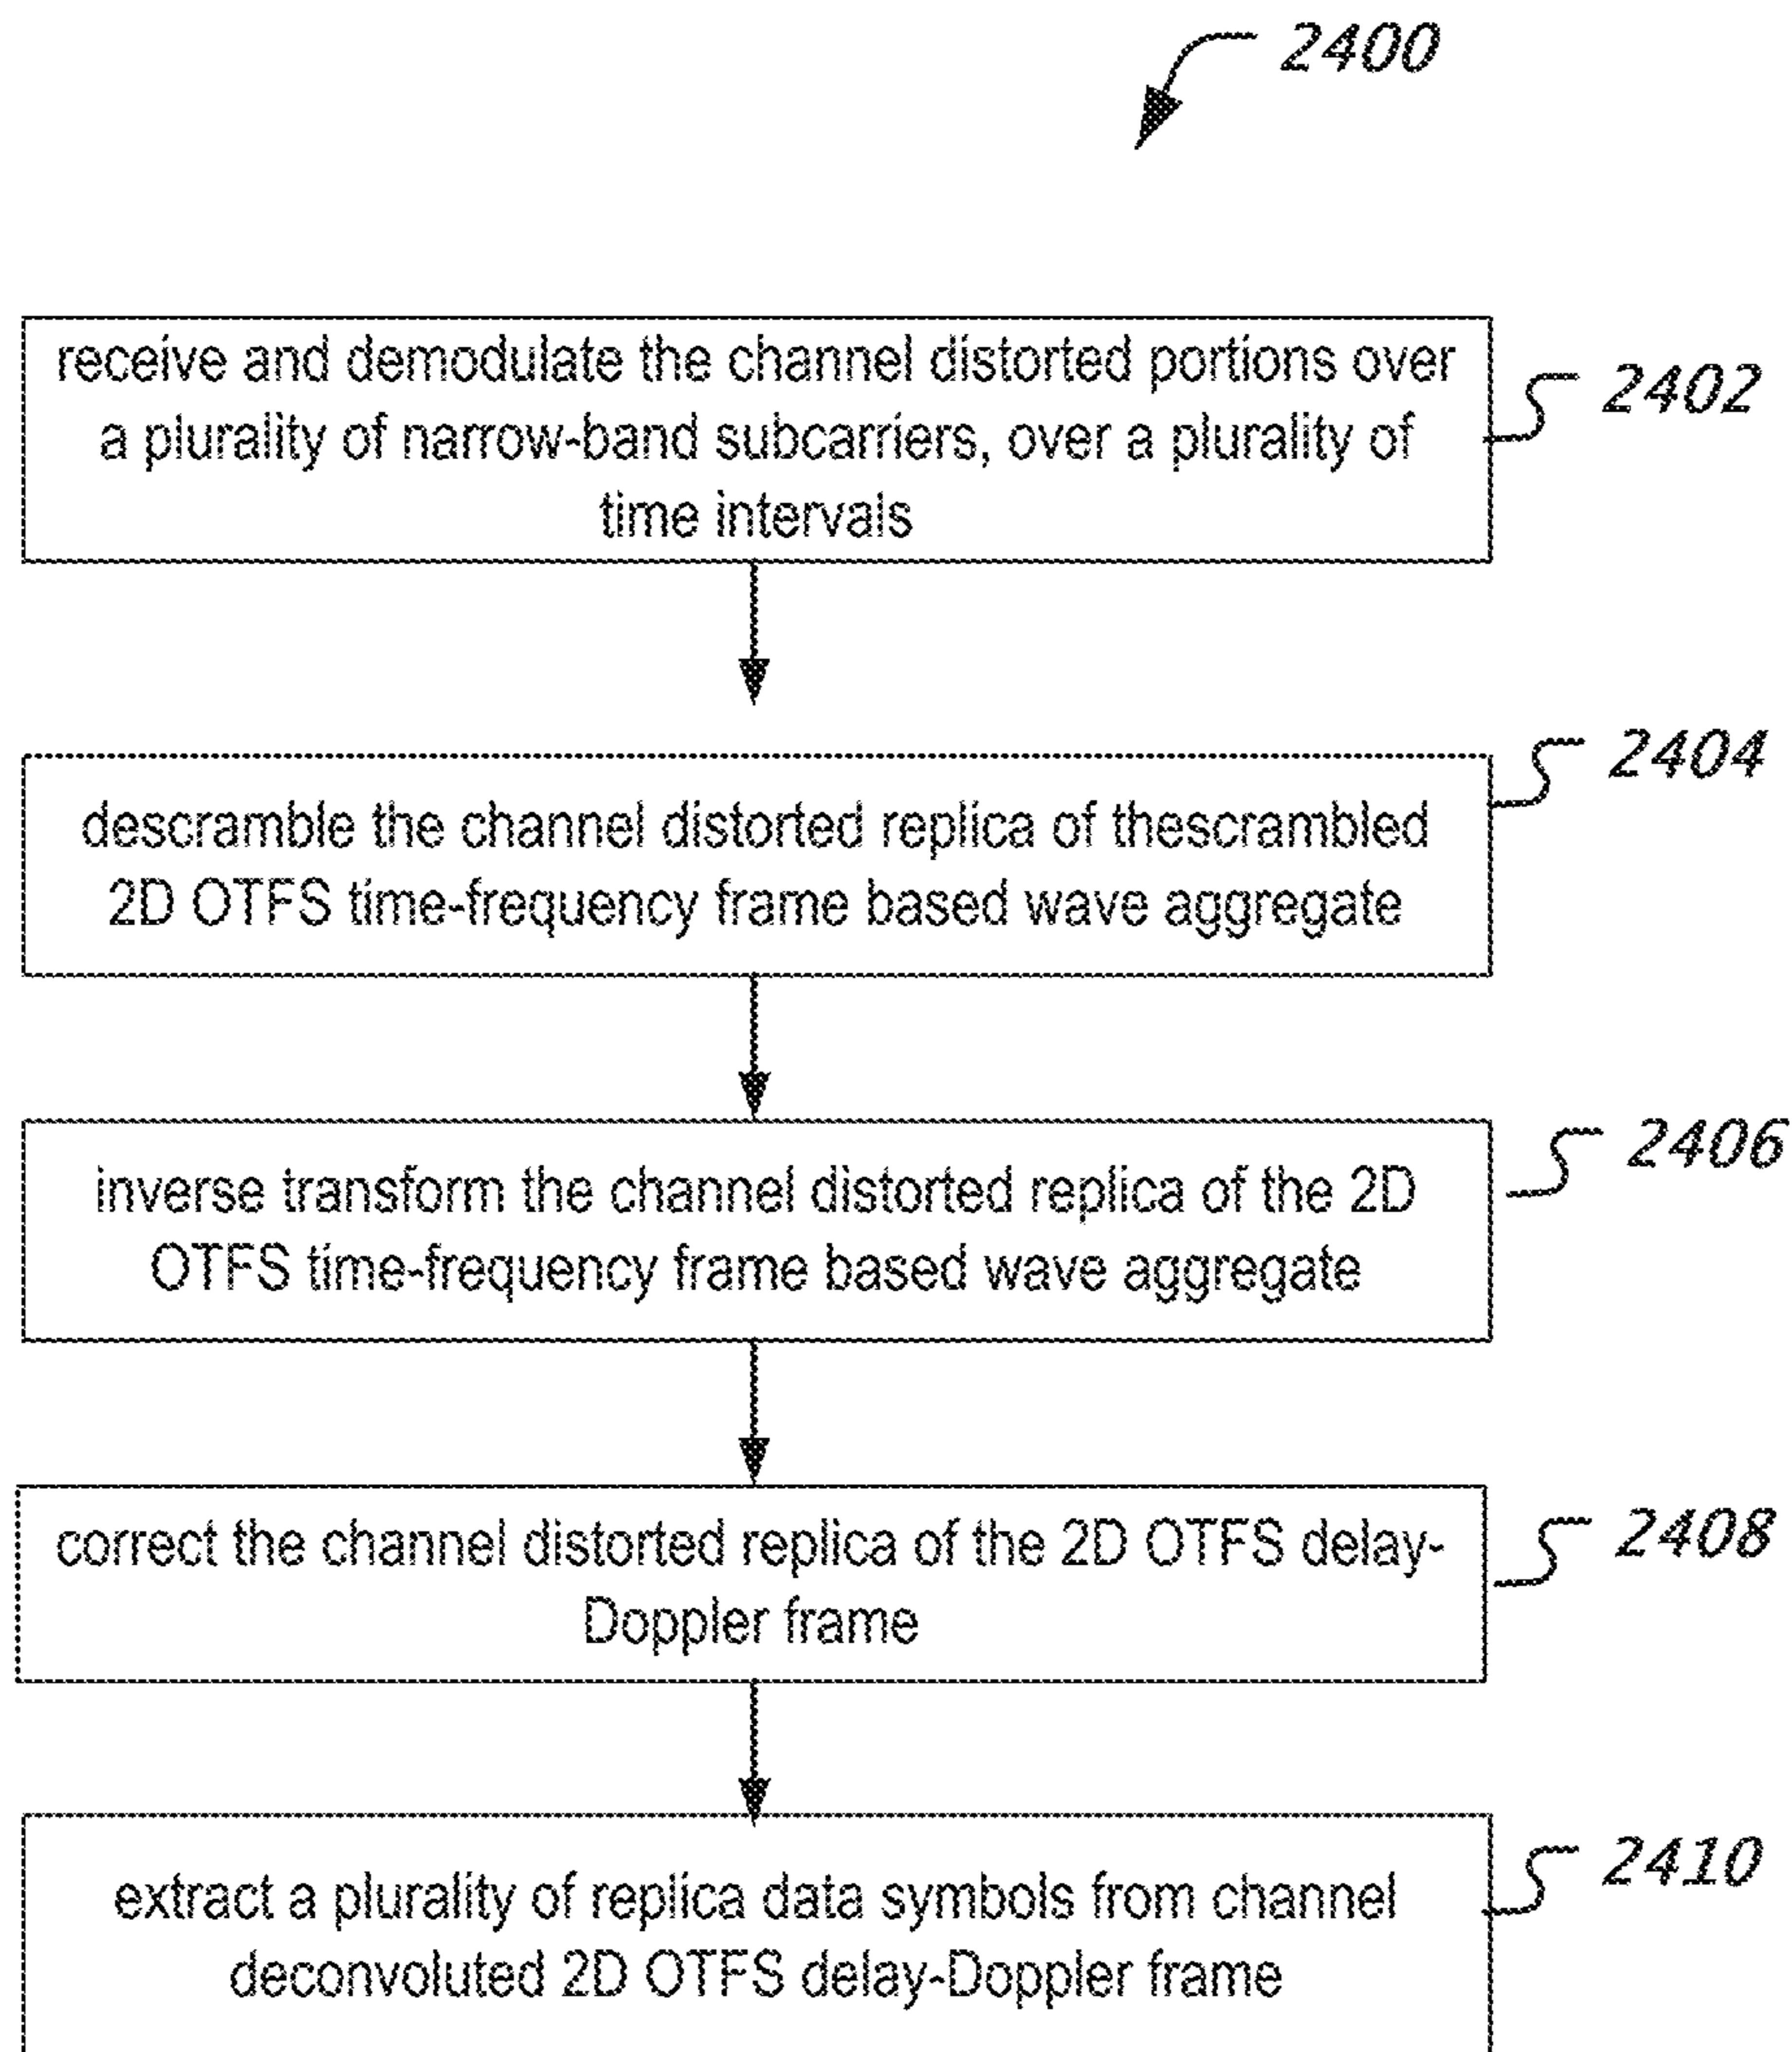 2400
receive and demodulate the channel distorted portions over
a plurality of narrow-band subcarriers, over a plurality of
time intervals
2402
descramble the channel distorted replica of thescrambled
2D OTFS time-frequency frame based wave aggregate
2404
inverse transform the channel distorted replica of the 2D
OTFS time-frequency frame based wave aggregate
2406
correct the channel distorted replica of the 2D OTFS delay-
Doppler frame
2408
extract a plurality of replica data symbols from channel
deconvoluted 2D OTFS delay-Doppler frame
2410